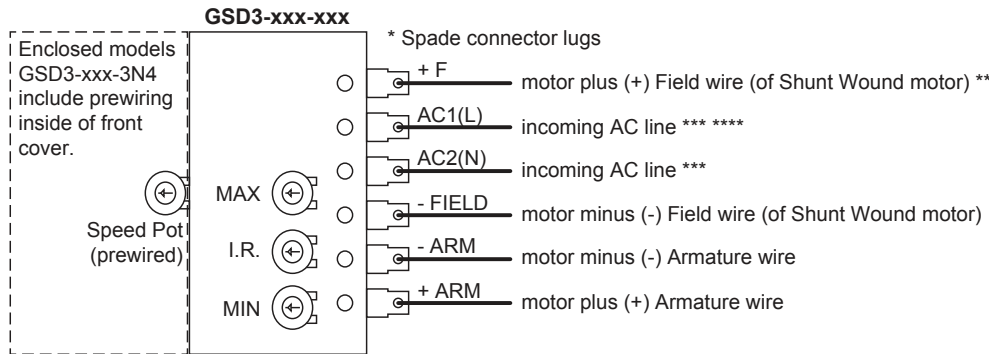 GSD3-xxx-xxx
Enclosed models
GSD3-xxx-3N4
include prewiring
inside of front
cover.
Speed Pot
(prewired)
MAX
I.R.
MIN
* Spade connector lugs
+ F
motor plus (+) Field wire (of Shunt Wound motor) **
AC1(L)
incoming AC line *** ****
AC2(N)
incoming AC line ***
- FIELD
motor minus (-) Field wire (of Shunt Wound motor)
- ARM
motor minus (-) Armature wire
+ ARM
motor plus (+) Armature wire